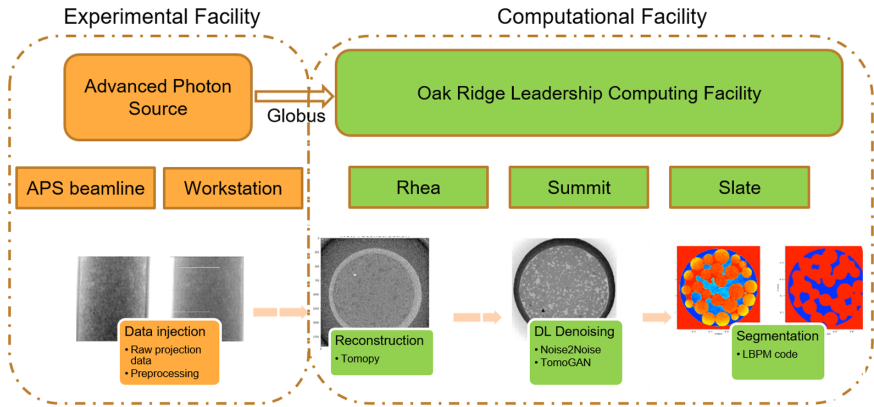 Experimental Facility
Computational Facility
Advanced Photon
Source
Globus
Oak Ridge Leadership Computing Facility
APS beamline
Workstation
Rhea
Summit
Slate
Data injection
• Raw projection
data
• Preprocessing
Reconstruction
• Tomopy
DL Denoising
• Noise2Noise
• TomoGAN
Segmentation
• LBPM code